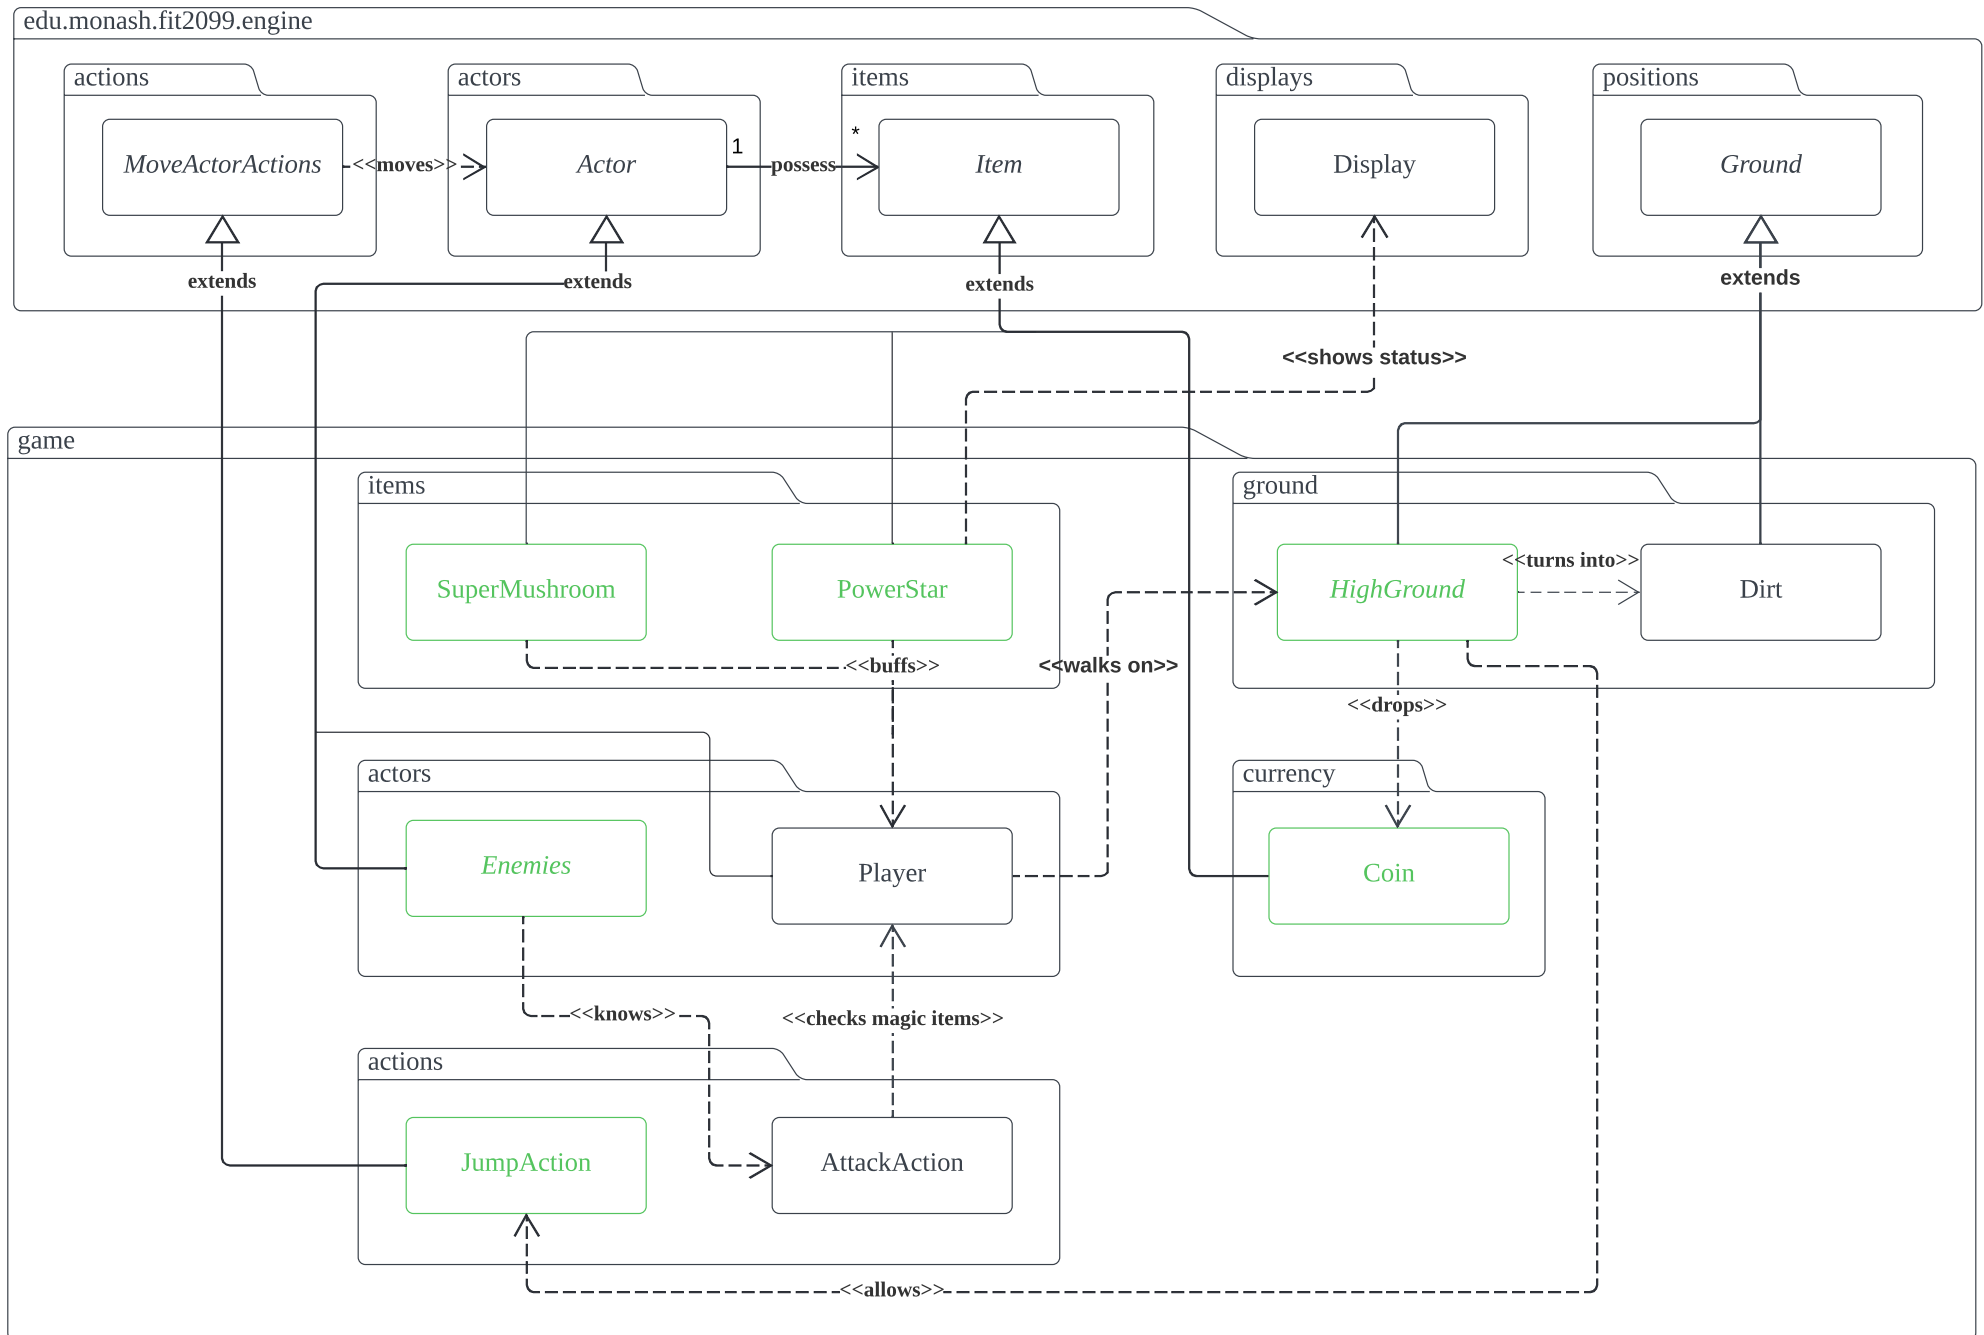 edu.monash.fit2099.engine
actions
actors
items
displays
positions
MoveActorActions
<<moves>>
Actor
1
possess
*
Item
Display
Ground
extends
extends
extends
extends
<<shows status>>
game
items
ground
SuperMushroom
PowerStar
HighGround
<<turns into>>
Dirt
<<buffs>>
<<walks on>>
<<drops>>
actors
currency
Enemies
Player
Coin
<<knows>>
<<checks magic items>>
actions
JumpAction
AttackAction
<<allows>>